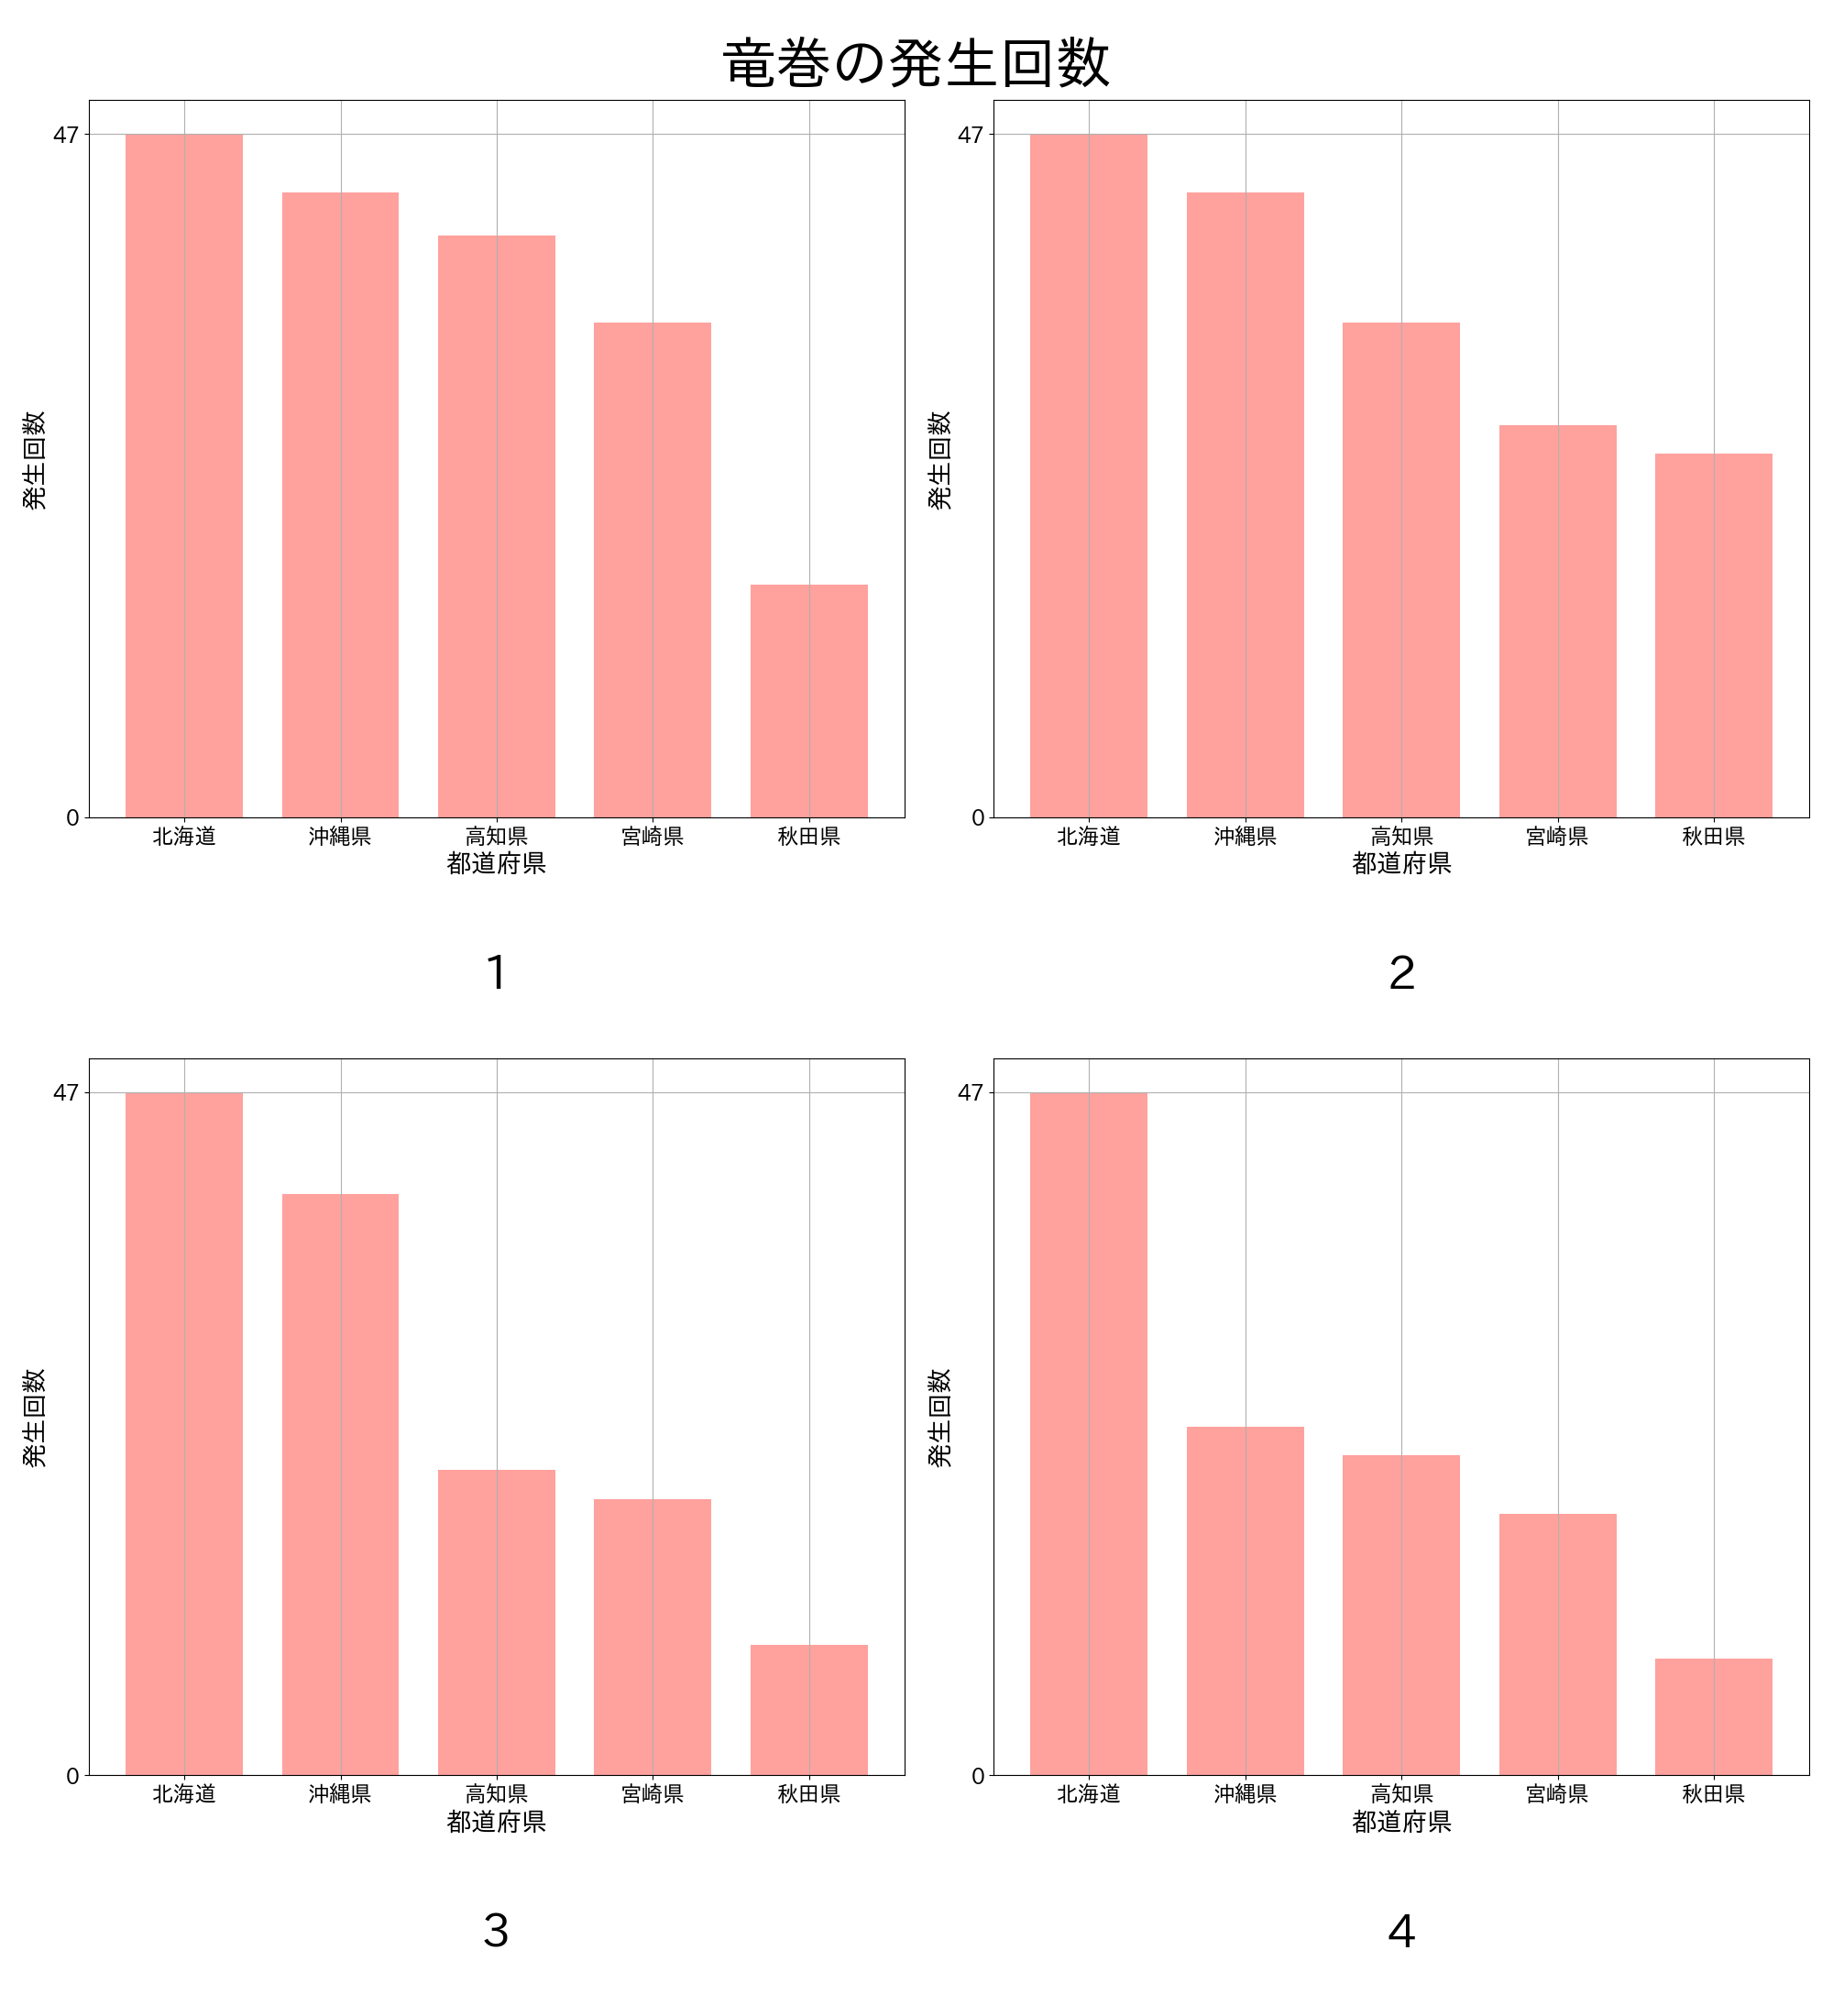 竜巻の発生回数
47
0
発生回数
北海道 沖縄県 高知県 宮崎県 秋田県
都道府県
1
47
0
発生回数
北海道 沖縄県 高知県 宮崎県 秋田県
都道府県
2
47
0
発生回数
北海道 沖縄県 高知県 宮崎県 秋田県
都道府県
3
47
0
発生回数
北海道 沖縄県 高知県 宮崎県 秋田県
都道府県
4